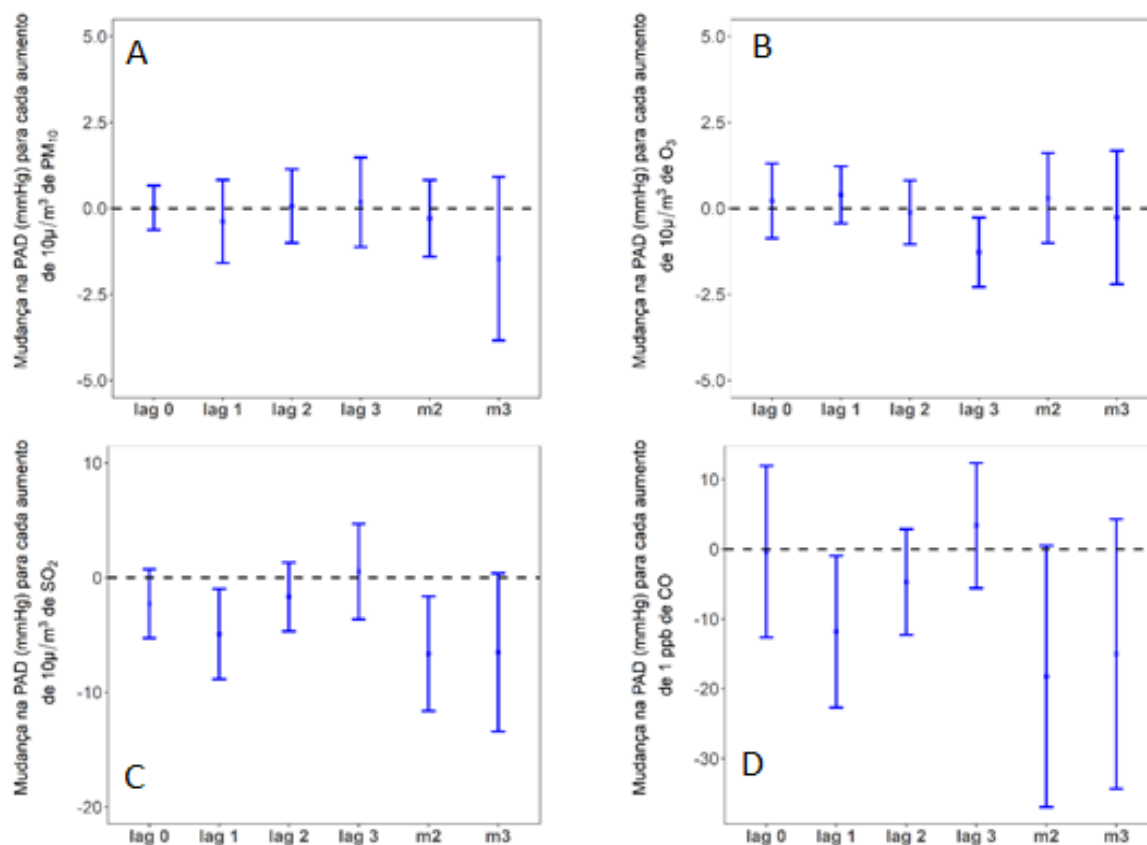 A
Mudança na PAD (mmHg) para cada aumento
de 10µ/m³ de PM₁₀
5.0
2.5
0.0
-2.5
-5.0
lag 0 lag 1 lag 2 lag 3 m2 m3
B
Mudança na PAD (mmHg) para cada aumento
de 10µ/m³ de O₃
5.0
2.5
0.0
-2.5
-5.0
lag 0 lag 1 lag 2 lag 3 m2 m3
C
Mudança na PAD (mmHg) para cada aumento
de 10µ/m³ de SO₂
10
0
-10
-20
lag 0 lag 1 lag 2 lag 3 m2 m3
D
Mudança na PAD (mmHg) para cada aumento
de 1 ppb de CO
10
0
-10
-20
-30
lag 0 lag 1 lag 2 lag 3 m2 m3